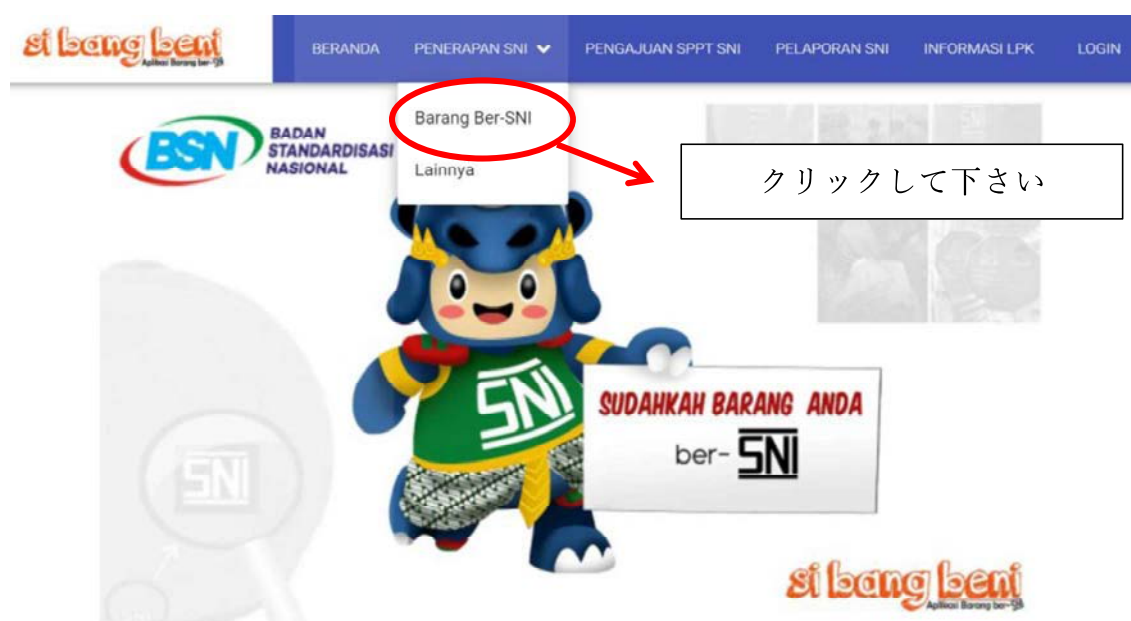 si bang beni
Aplikasi Barang ber-SNI
BERANDA
PENERAPAN SNI
PENGAJUAN SPPT SNI
PELAPORAN SNI
INFORMASI LPK
LOGIN
Barang Ber-SNI
Lainnya
BSN
BADAN
STANDARDISASI
NASIONAL
クリックして下さい
SNI
SNI
SUDAHKAH BARANG ANDA
ber-SNI
SNI
si bang beni
Aplikasi Barang ber-SNI